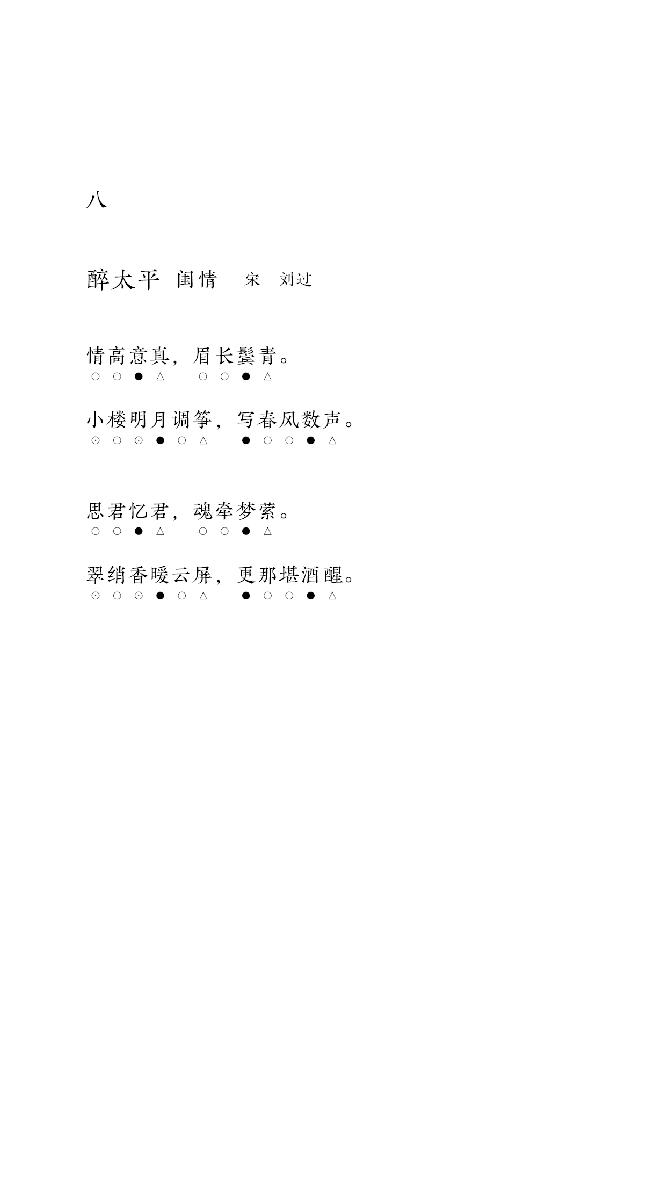 八
醉太平 闺情 宋 刘过
情高意真，眉长鬓青。
○ ○ ● △ ○ ○ ● △
小楼明月调筝，写春风数声。
⊙ ○ ⊙ ● ○ △ ● ○ ○ ● △
思君忆君，魂牵梦萦。
○ ○ ● △ ○ ○ ● △
翠绡香暖云屏，更那堪酒醒。
⊙ ○ ⊙ ● ○ △ ● ○ ○ ● △